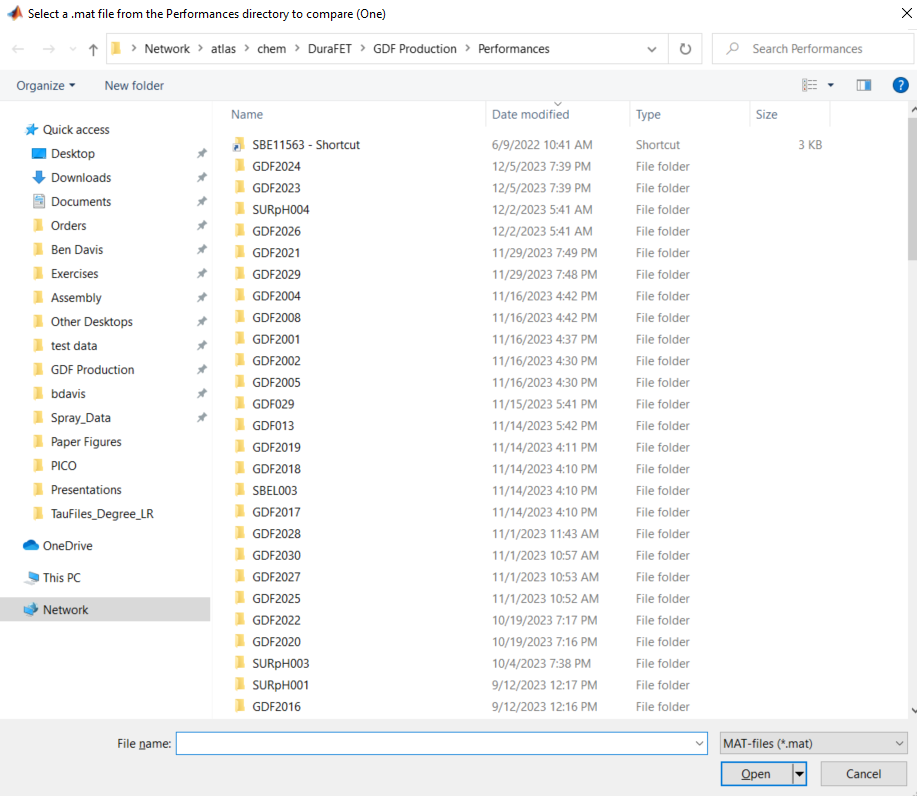 Select a .mat file from the Performances directory to compare (One)
Network > atlas > chem > DuraFET > GDF Production > Performances
Search Performances
Organize
New folder
?
Quick access
Desktop
Downloads
Documents
Orders
Ben Davis
Exercises
Assembly
Other Desktops
test data
GDF Production
bdavis
Spray_Data
Paper Figures
PICO
Presentations
TauFiles_Degree_LR
OneDrive
This PC
Network
Name Date modified Type Size
SBE11563 - Shortcut 6/9/2022 10:41 AM Shortcut 3 KB
GDF2024 12/5/2023 7:39 PM File folder
GDF2023 12/5/2023 7:39 PM File folder
SURpH004 12/2/2023 5:41 AM File folder
GDF2026 12/2/2023 5:41 AM File folder
GDF2021 11/29/2023 7:49 PM File folder
GDF2029 11/29/2023 7:48 PM File folder
GDF2004 11/16/2023 4:42 PM File folder
GDF2008 11/16/2023 4:42 PM File folder
GDF2001 11/16/2023 4:37 PM File folder
GDF2002 11/16/2023 4:30 PM File folder
GDF2005 11/16/2023 4:30 PM File folder
GDF029 11/15/2023 5:41 PM File folder
GDF013 11/14/2023 5:42 PM File folder
GDF2019 11/14/2023 4:11 PM File folder
GDF2018 11/14/2023 4:10 PM File folder
SBEL003 11/14/2023 4:10 PM File folder
GDF2017 11/14/2023 4:10 PM File folder
GDF2028 11/1/2023 11:43 AM File folder
GDF2030 11/1/2023 10:57 AM File folder
GDF2027 11/1/2023 10:53 AM File folder
GDF2025 11/1/2023 10:52 AM File folder
GDF2022 10/19/2023 7:17 PM File folder
GDF2020 10/19/2023 7:16 PM File folder
SURpH003 10/4/2023 7:38 PM File folder
SURpH001 9/12/2023 12:17 PM File folder
GDF2016 9/12/2023 12:16 PM File folder
File name:
MAT-files (*.mat)
Open
Cancel